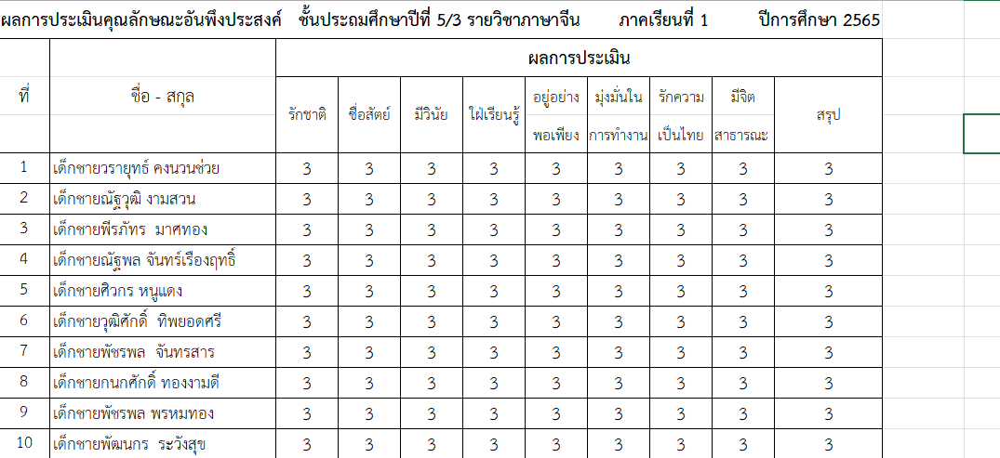 ผลการประเมินคุณลักษณะอันพึงประสงค์ ชั้นประถมศึกษาปีที่ 5/3 รายวิชาภาษาจีน ภาคเรียนที่ 1 ปีการศึกษา 2565
ผลการประเมิน
ที่ ชื่อ - สกุล รักชาติ ซื่อสัตย์ มีวินัย ใฝ่เรียนรู้ อยู่อย่าง มุ่งมั่นใน รักความ มีจิต สรุป
พอเพียง การทำงาน เป็นไทย สาธารณะ
1 เด็กชายวรายุทธ์ คงนวนช่วย 3 3 3 3 3 3 3 3 3
2 เด็กชายณัฐวุฒิ งามสวน 3 3 3 3 3 3 3 3 3
3 เด็กชายพีรภัทร มาศทอง 3 3 3 3 3 3 3 3 3
4 เด็กชายณัฐพล จันทร์เรืองฤทธิ์ 3 3 3 3 3 3 3 3 3
5 เด็กชายศิวกร หนูแดง 3 3 3 3 3 3 3 3 3
6 เด็กชายวุฒิศักดิ์ ทิพยอดศรี 3 3 3 3 3 3 3 3 3
7 เด็กชายพัชรพล จันทรสาร 3 3 3 3 3 3 3 3 3
8 เด็กชายกนกศักดิ์ ทองงามดี 3 3 3 3 3 3 3 3 3
9 เด็กชายพัชรพล พรหมทอง 3 3 3 3 3 3 3 3 3
10 เด็กชายพัฒนกร ระวังสุข 3 3 3 3 3 3 3 3 3